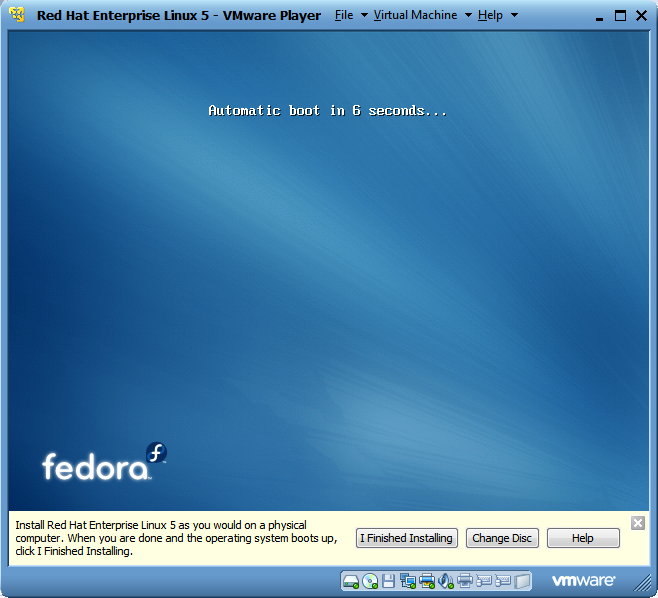 Red Hat Enterprise Linux 5 - VMware Player File Virtual Machine Help
Automatic boot in 6 seconds...
fedora
Install Red Hat Enterprise Linux 5 as you would on a physical
computer. When you are done and the operating system boots up,
click I Finished Installing.
I Finished Installing Change Disc Help
vmware